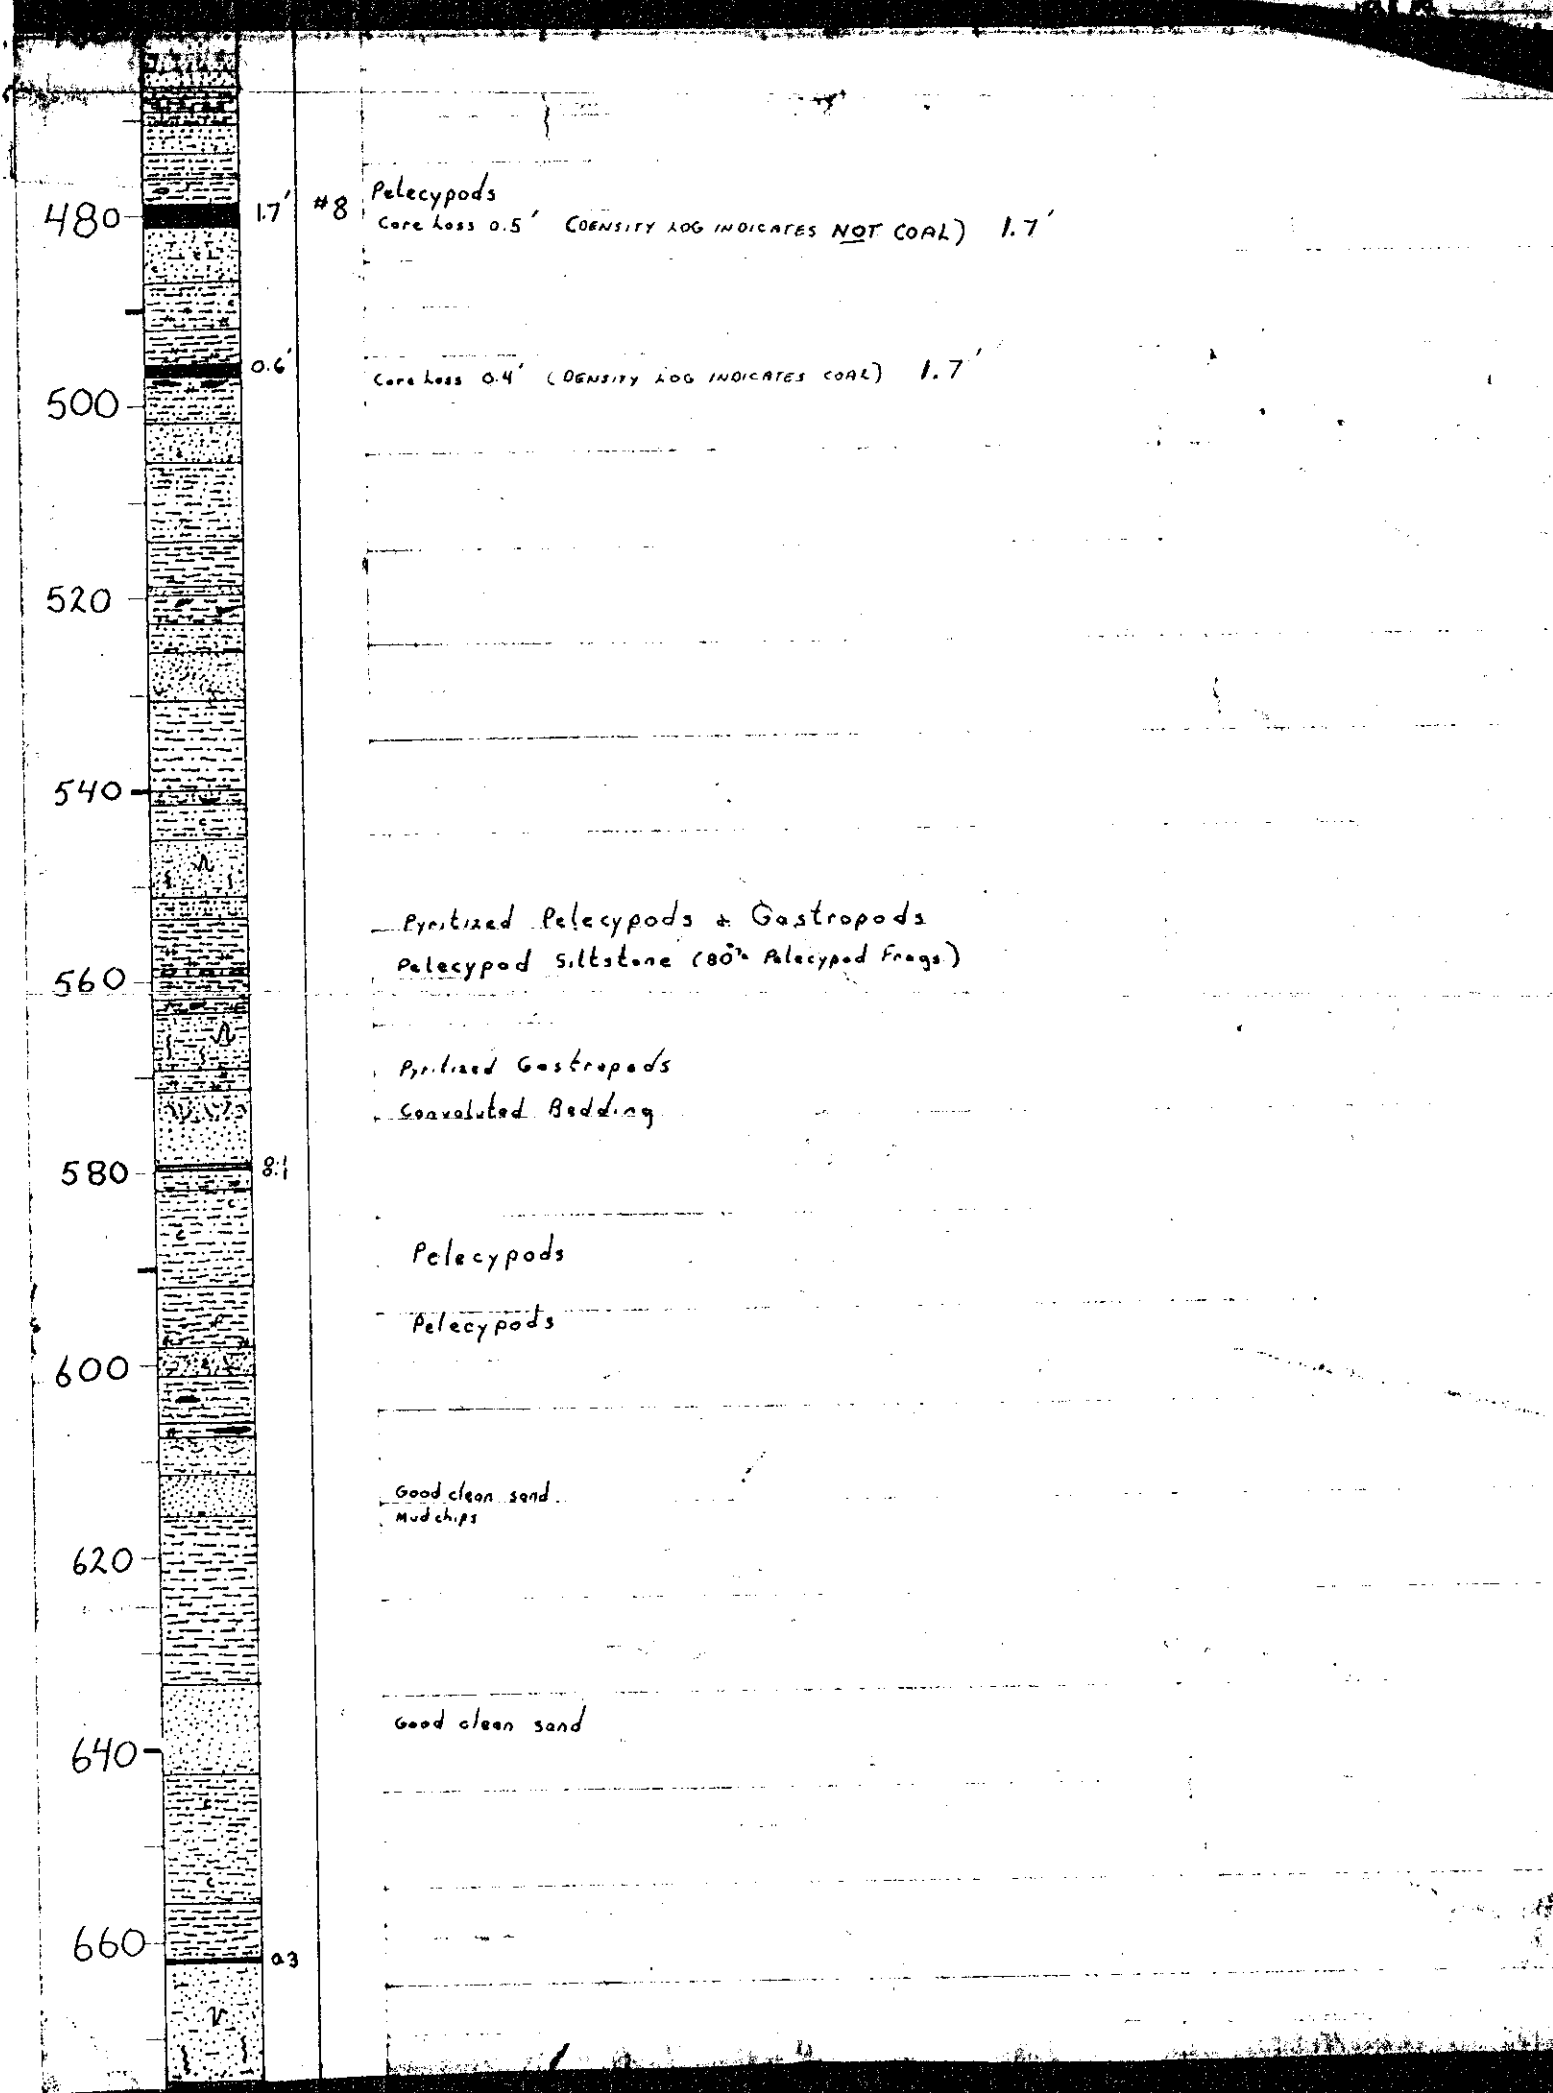 Pelecypods
480 1.7' #8 Core Loss 0.5' (DENSITY LOG INDICATES NOT COAL) 1.7'
0.6' Core Loss 0.4' (DENSITY LOG INDICATES COAL) 1.7'
500
520
540
Pyritized Pelecypods & Gastropods
Pelecypod Siltstone (80% Pelecypod Frags.)
560
Pyritized Gastropods
Convoluted Bedding
580
Pelecypods
Pelecypods
600
Good clean sand
Mud chips
620
Good clean sand
640
660 0.3